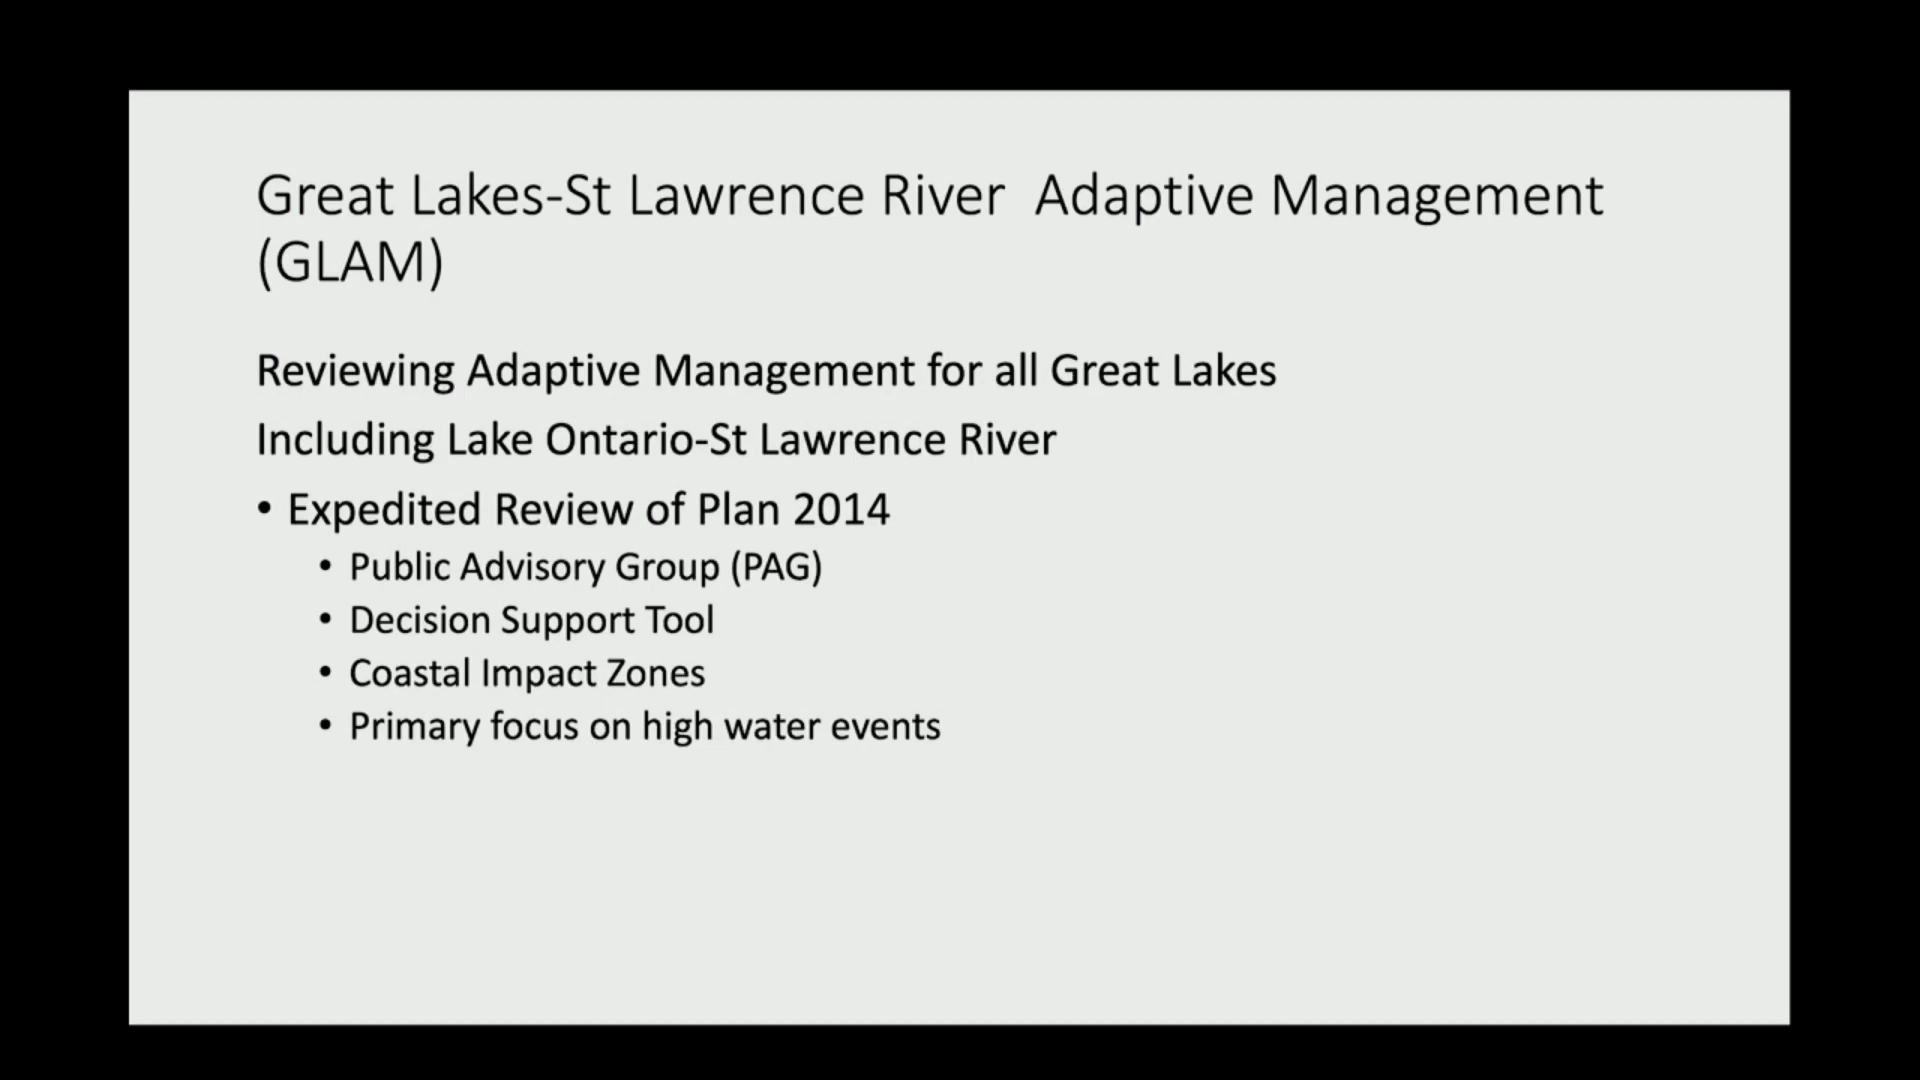 Great Lakes-St Lawrence River  Adaptive Management
(GLAM)
Reviewing Adaptive Management for all Great Lakes
Including Lake Ontario-St Lawrence River
• Expedited Review of Plan 2014
• Public Advisory Group (PAG)
• Decision Support Tool
• Coastal Impact Zones
• Primary focus on high water events